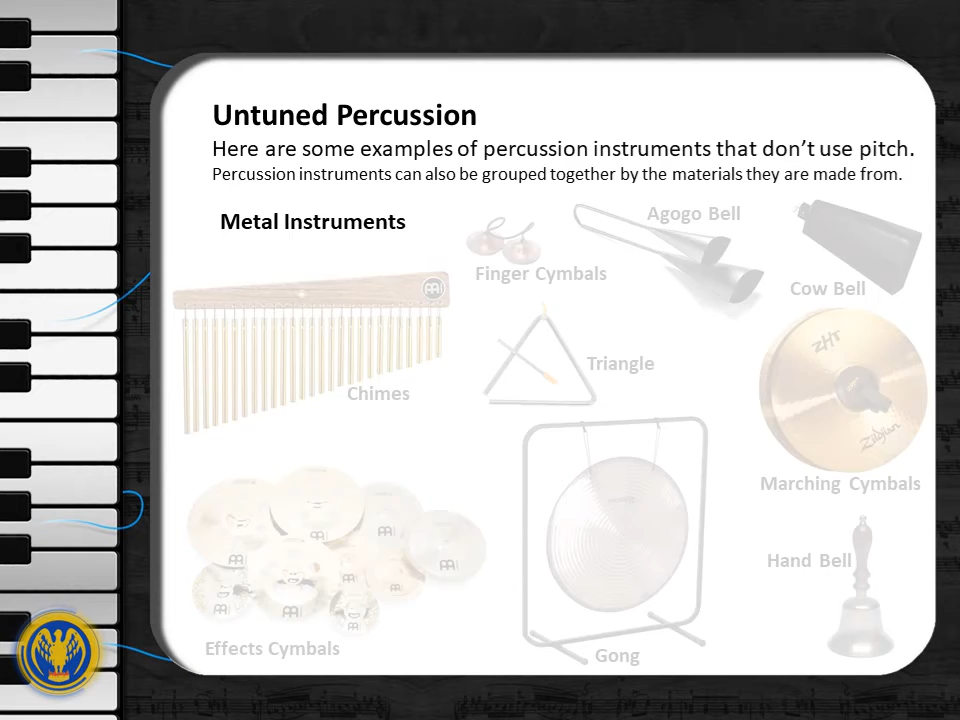 Untuned Percussion
Here are some examples of percussion instruments that don’t use pitch.
Percussion instruments can also be grouped together by the materials they are made from.
Metal Instruments
Agogo Bell
Finger Cymbals
Cow Bell
ZHT
Triangle
Chimes
Zildjian
Marching Cymbals
Hand Bell
Effects Cymbals
Gong